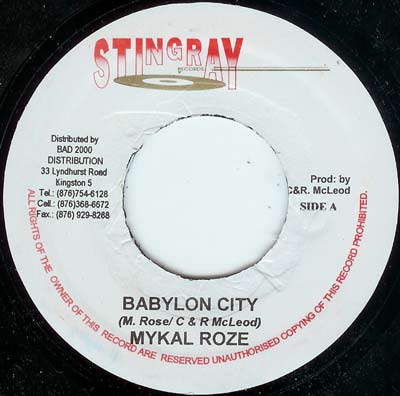 STINGRAY
RECORDS
Distributed by
BAD 2000
DISTRIBUTION
33 Lyndhurst Road
Kingston 5
Tel.: (876)754-6128
Cell.: (876)368-6672
Fax.: (876) 929-8268
Prod: by
C&R. McLeod
SIDE A
BABYLON CITY
(M. Rose/ C & R McLeod)
MYKAL ROZE
ALL RIGHTS OF THE OWNER OF THIS RECORD ARE RESERVED UNAUTHORISED COPYING OF THIS RECORD PROHIBITED.